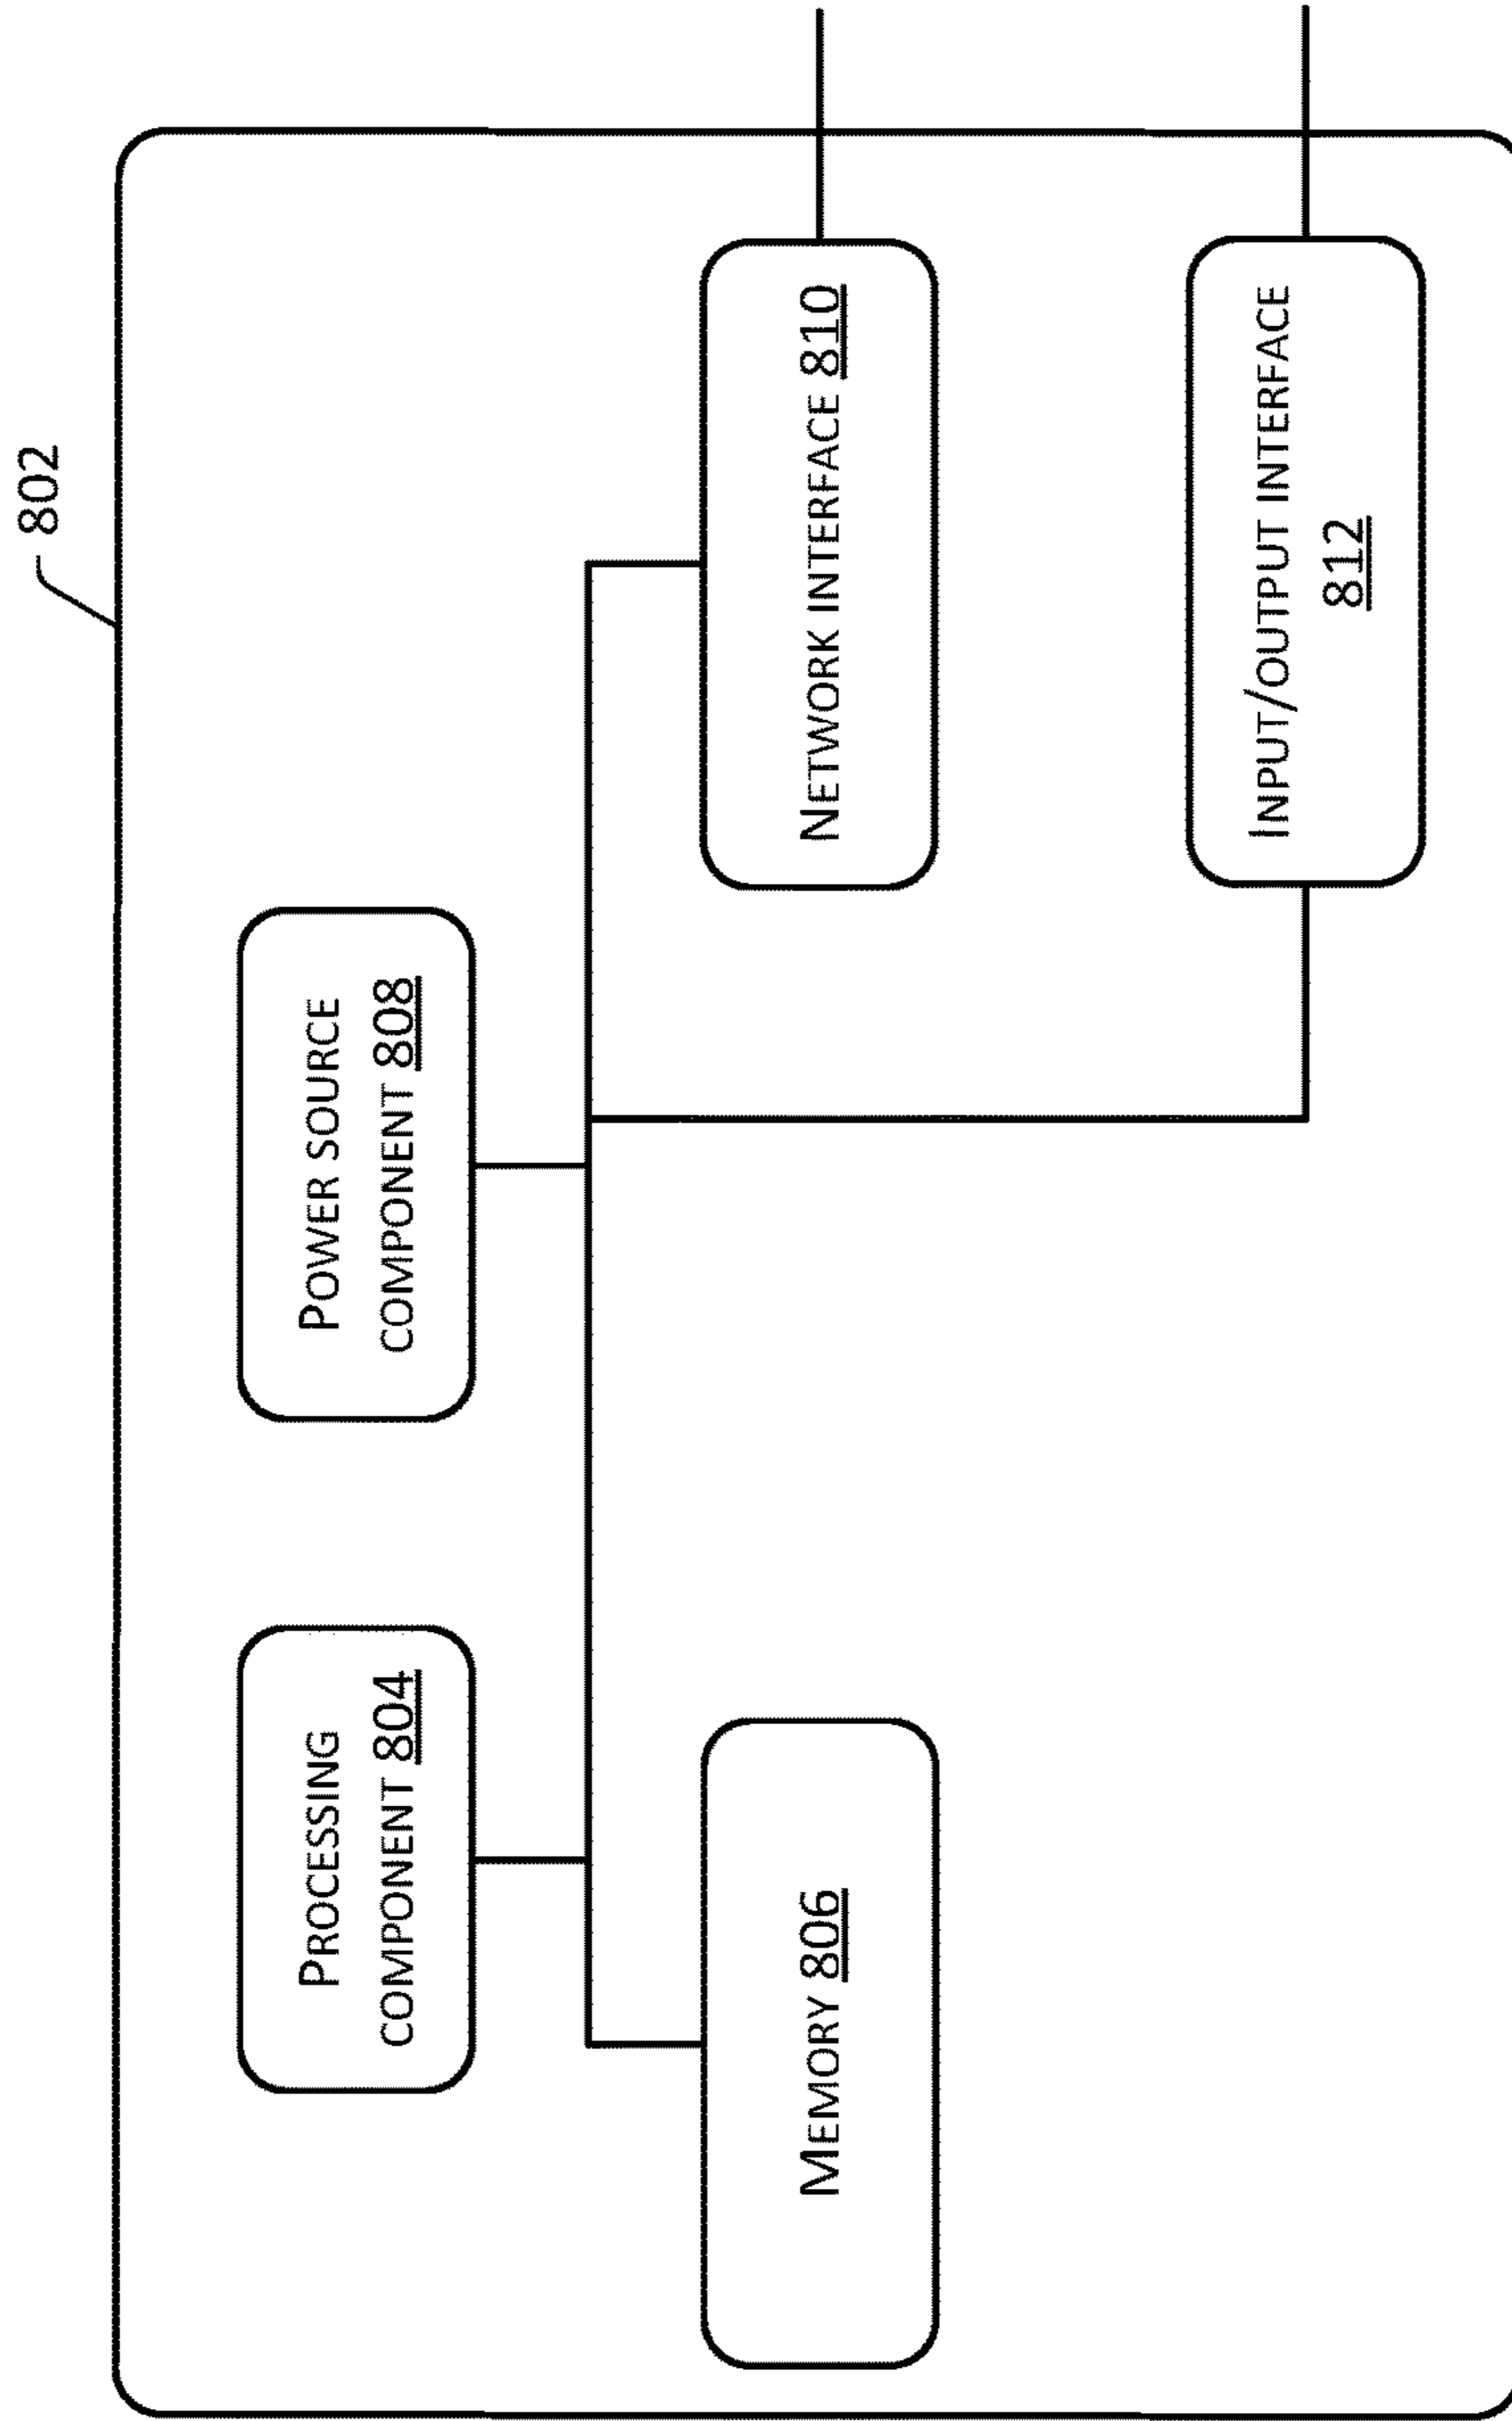 802
PROCESSING
COMPONENT 804
POWER SOURCE
COMPONENT 808
MEMORY 806
NETWORK INTERFACE 810
INPUT/OUTPUT INTERFACE
812